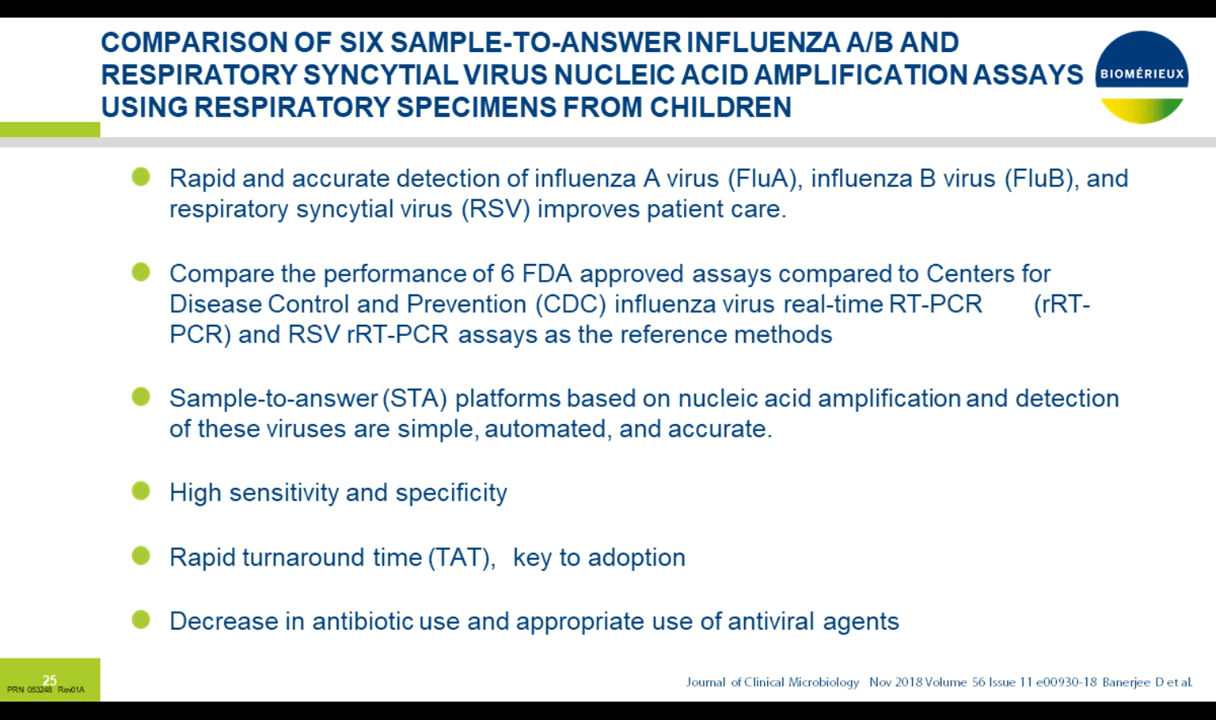 COMPARISON OF SIX SAMPLE-TO-ANSWER INFLUENZA A/B AND
RESPIRATORY SYNCYTIAL VIRUS NUCLEIC ACID AMPLIFICATION ASSAYS
USING RESPIRATORY SPECIMENS FROM CHILDREN
BIOMÉRIEUX
Rapid and accurate detection of influenza A virus (FluA), influenza B virus (FluB), and
respiratory syncytial virus (RSV) improves patient care.
Compare the performance of 6 FDA approved assays compared to Centers for
Disease Control and Prevention (CDC) influenza virus real-time RT-PCR (rRT-
PCR) and RSV rRT-PCR assays as the reference methods
Sample-to-answer (STA) platforms based on nucleic acid amplification and detection
of these viruses are simple, automated, and accurate.
High sensitivity and specificity
Rapid turnaround time (TAT), key to adoption
Decrease in antibiotic use and appropriate use of antiviral agents
25
PRN 053248 Rev01A
Journal of Clinical Microbiology Nov 2018 Volume 56 Issue 11 e00930-18 Banerjee D et al.